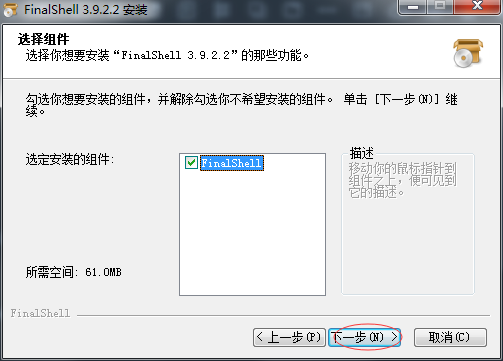 FinalShell 3.9.2.2 安装
选择组件
选择你想要安装“FinalShell 3.9.2.2”的那些功能。
勾选你想要安装的组件，并解除勾选你不希望安装的组件。 单击 [下一步(N)] 继
续。
选定安装的组件:
FinalShell
描述
移动你的鼠标指针到
组件之上，便可见到
它的描述。
所需空间: 61.0MB
FinalShell
< 上一步(P)
下一步(N) >
取消(C)